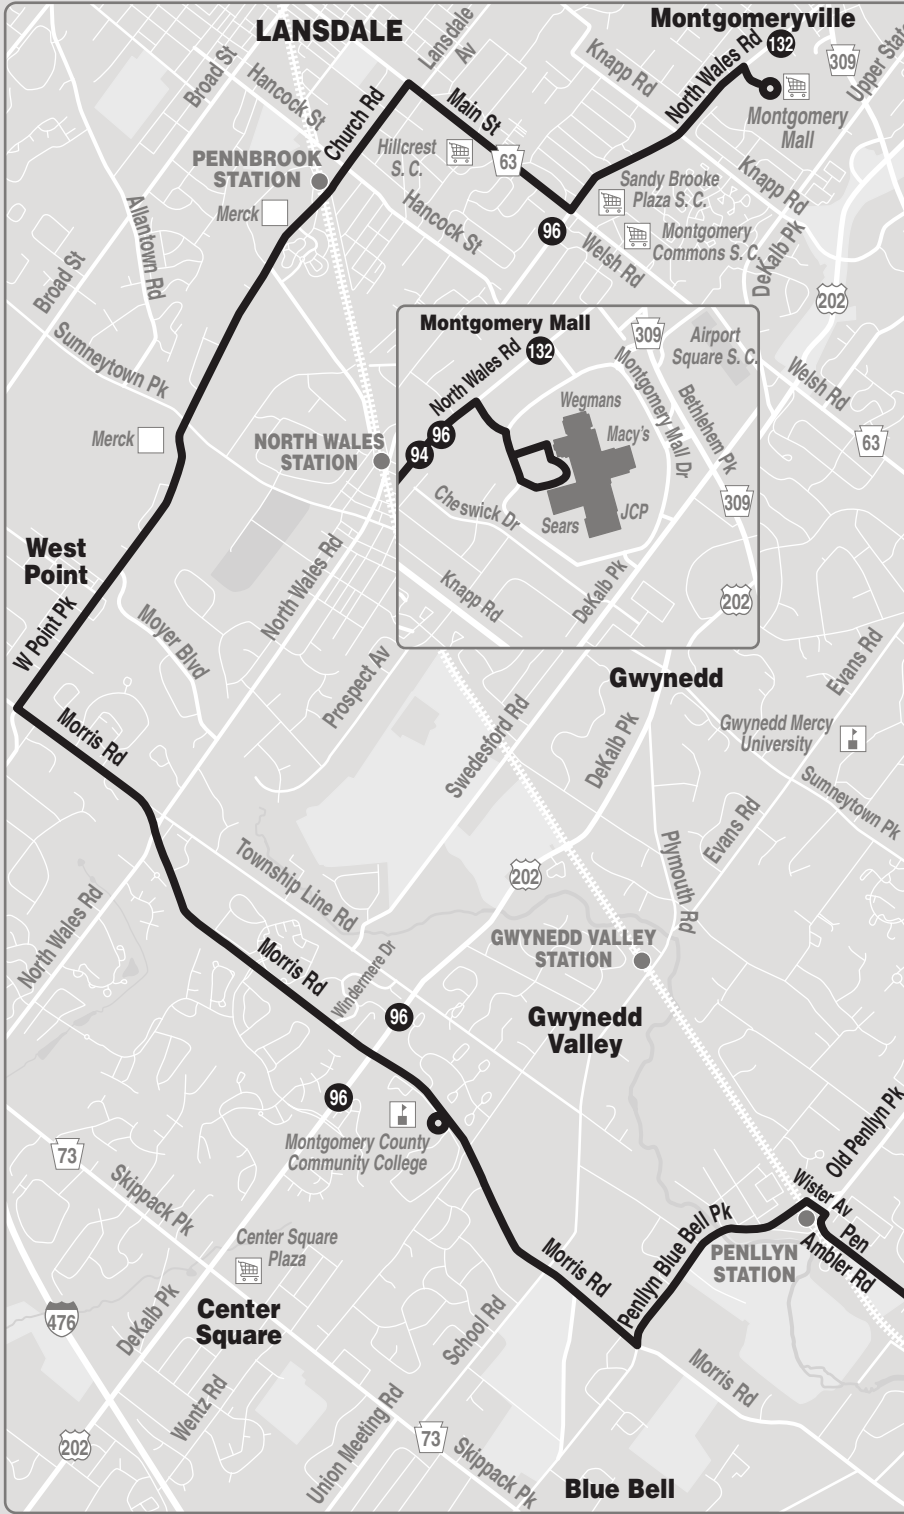 LANSDALE
Lansdale
Av
Montgomeryville
132
309
Upper State
Broad St
Hancock St
Church Rd
Main St
Knapp Rd
North Wales Rd
Montgomery
Mall
Hillcrest
S. C.
63
PENNBROOK
STATION
Merck
Allantown Rd
Hancock St
Sandy Brooke
Plaza S. C.
Knapp Rd
96
Montgomery
Commons S. C.
Welsh Rd
DeKalb Pk
202
Broad St
Sumneytown Pk
Merck
NORTH WALES
STATION
Montgomery Mall
309
Airport
Square S. C.
North Wales Rd
132
Wegmans
Montgomery Mall Dr
Bethlehem Pk
Welsh Rd
96
94
Macy's
63
Cheswick Dr
Sears
JCP
309
Knapp Rd
DeKalb Pk
202
West
Point
W Point Pk
Moyer Blvd
North Wales Rd
Prospect Av
Gwynedd
Evans Rd
Morris Rd
Swedesford Rd
DeKalb Pk
Gwynedd Mercy
University
Sumneytown Pk
Evans Rd
Plymouth Rd
Township Line Rd
202
North Wales Rd
Morris Rd
Windermere Dr
GWYNEDD VALLEY
STATION
96
Gwynedd
Valley
96
Montgomery County
Community College
73
Skippack Pk
Old Penllyn Pk
Wister Av
Pen
Ambler Rd
Penllyn Blue Bell Pk
PENLLYN
STATION
Center Square
Plaza
Morris Rd
476
DeKalb Pk
Center
Square
School Rd
Morris Rd
Wentz Rd
Union Meeting Rd
73
202
Skippack Pk
Blue Bell